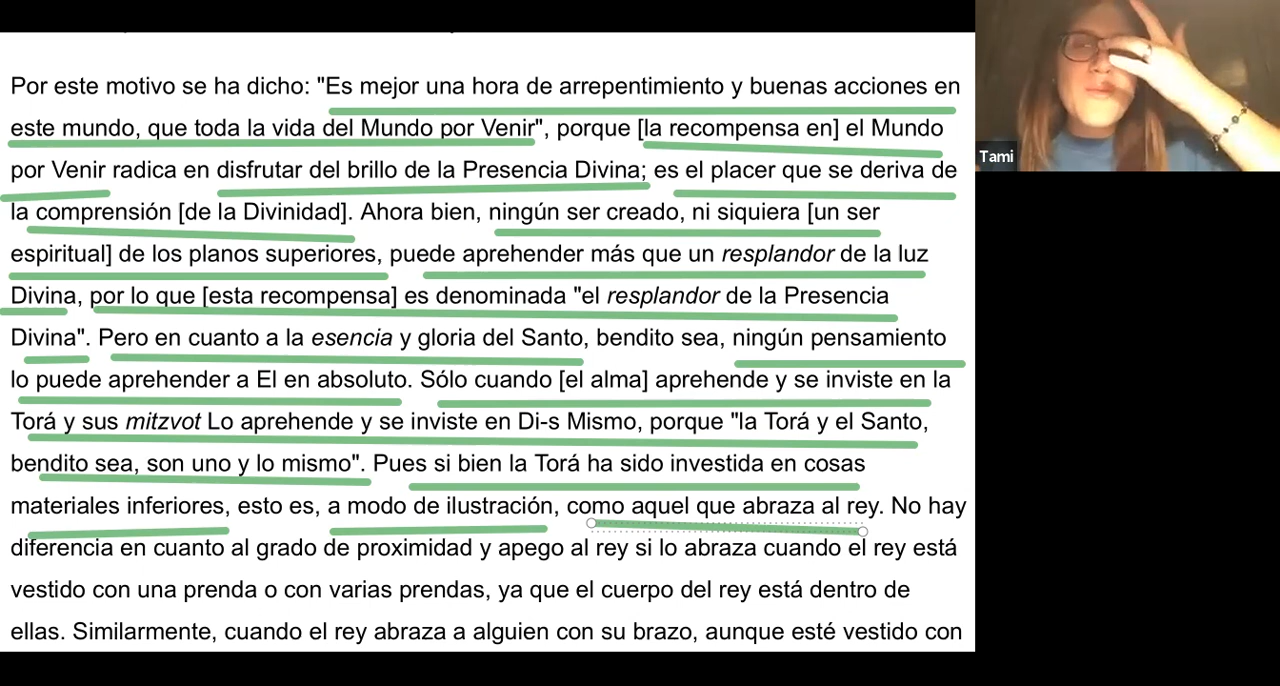 Por este motivo se ha dicho: "Es mejor una hora de arrepentimiento y buenas acciones en
este mundo, que toda la vida del Mundo por Venir", porque [la recompensa en] el Mundo
por Venir radica en disfrutar del brillo de la Presencia Divina; es el placer que se deriva de
la comprensión [de la Divinidad]. Ahora bien, ningún ser creado, ni siquiera [un ser
espiritual] de los planos superiores, puede aprehender más que un resplandor de la luz
Divina, por lo que [esta recompensa] es denominada "el resplandor de la Presencia
Divina". Pero en cuanto a la esencia y gloria del Santo, bendito sea, ningún pensamiento
lo puede aprehender a El en absoluto. Sólo cuando [el alma] aprehende y se inviste en la
Torá y sus mitzvot Lo aprehende y se inviste en Di-s Mismo, porque "la Torá y el Santo,
bendito sea, son uno y lo mismo". Pues si bien la Torá ha sido investida en cosas
materiales inferiores, esto es, a modo de ilustración, como aquel que abraza al rey. No hay
diferencia en cuanto al grado de proximidad y apego al rey si lo abraza cuando el rey está
vestido con una prenda o con varias prendas, ya que el cuerpo del rey está dentro de
ellas. Similarmente, cuando el rey abraza a alguien con su brazo, aunque esté vestido con
Tami